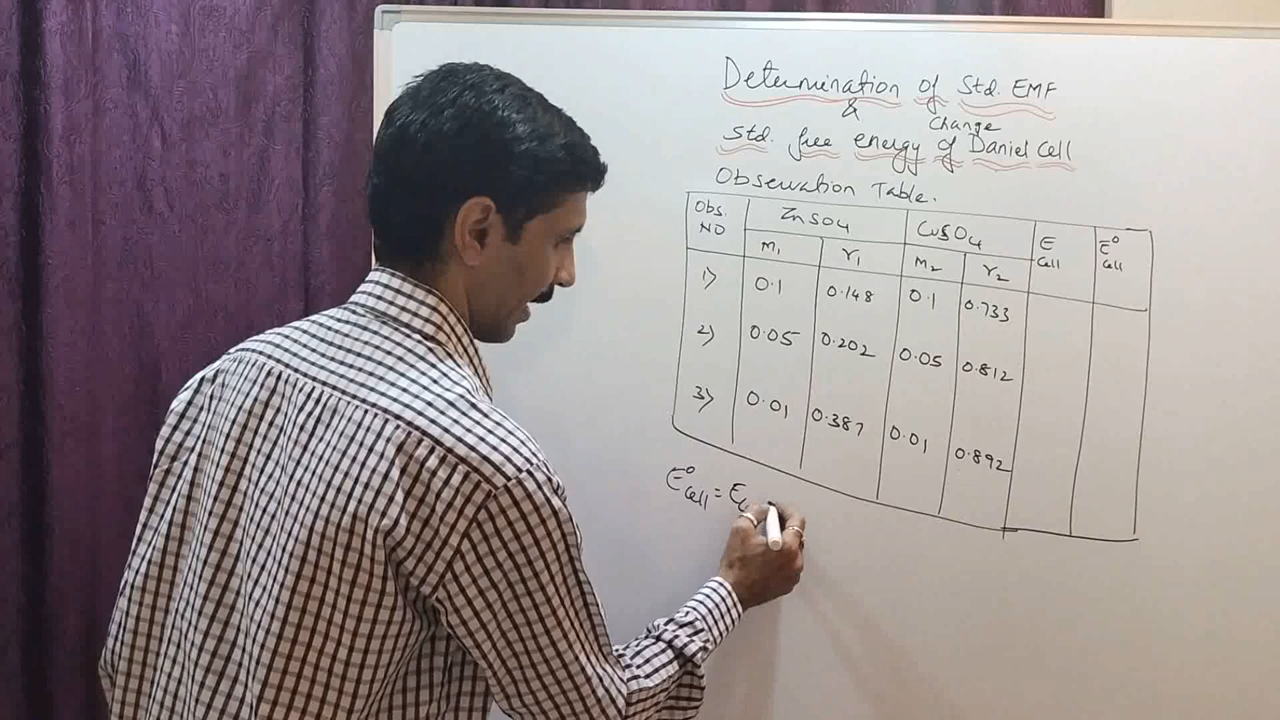 Determination of Std. EMF
&
Change
Std. free energy of Daniel Cell
Observation Table.
Obs. NO ZnSO4 CuSO4 E Cell E° Cell
M1 γ1 M2 γ2
1) 0.1 0.148 0.1 0.733
2) 0.05 0.202 0.05 0.812
3) 0.01 0.387 0.01 0.892
E°Cell = E